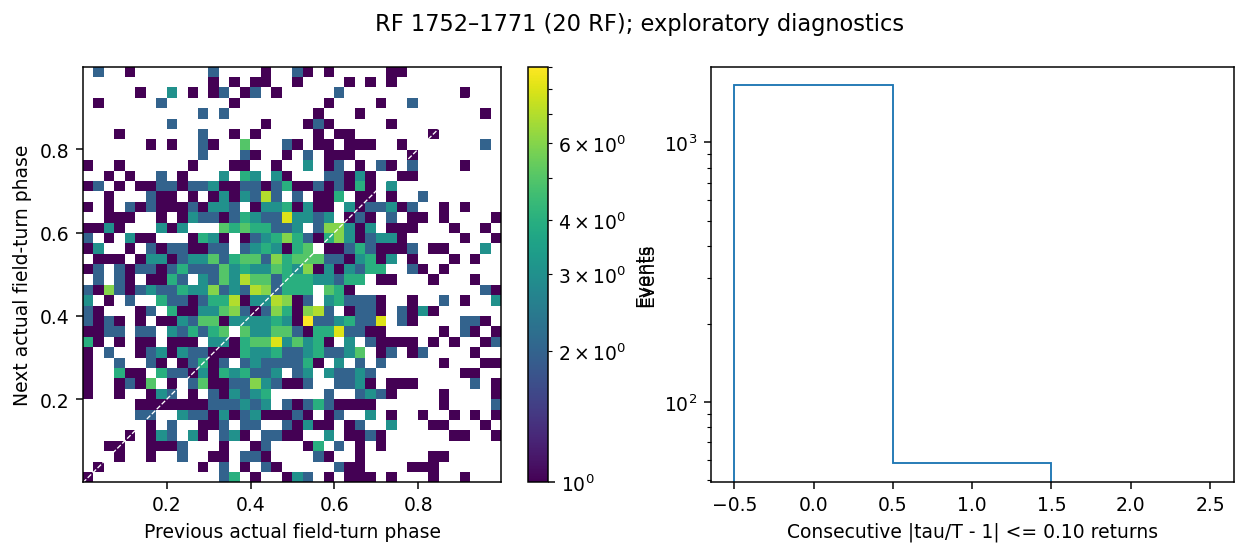 RF 1752–1771 (20 RF); exploratory diagnostics
Next actual field-turn phase
0.8
0.6
0.4
0.2
0.2 0.4 0.6 0.8
Previous actual field-turn phase
6 × 10⁰
4 × 10⁰
3 × 10⁰
2 × 10⁰
10⁰
Events
Events
10³
10²
−0.5 0.0 0.5 1.0 1.5 2.0 2.5
Consecutive |tau/T - 1| <= 0.10 returns